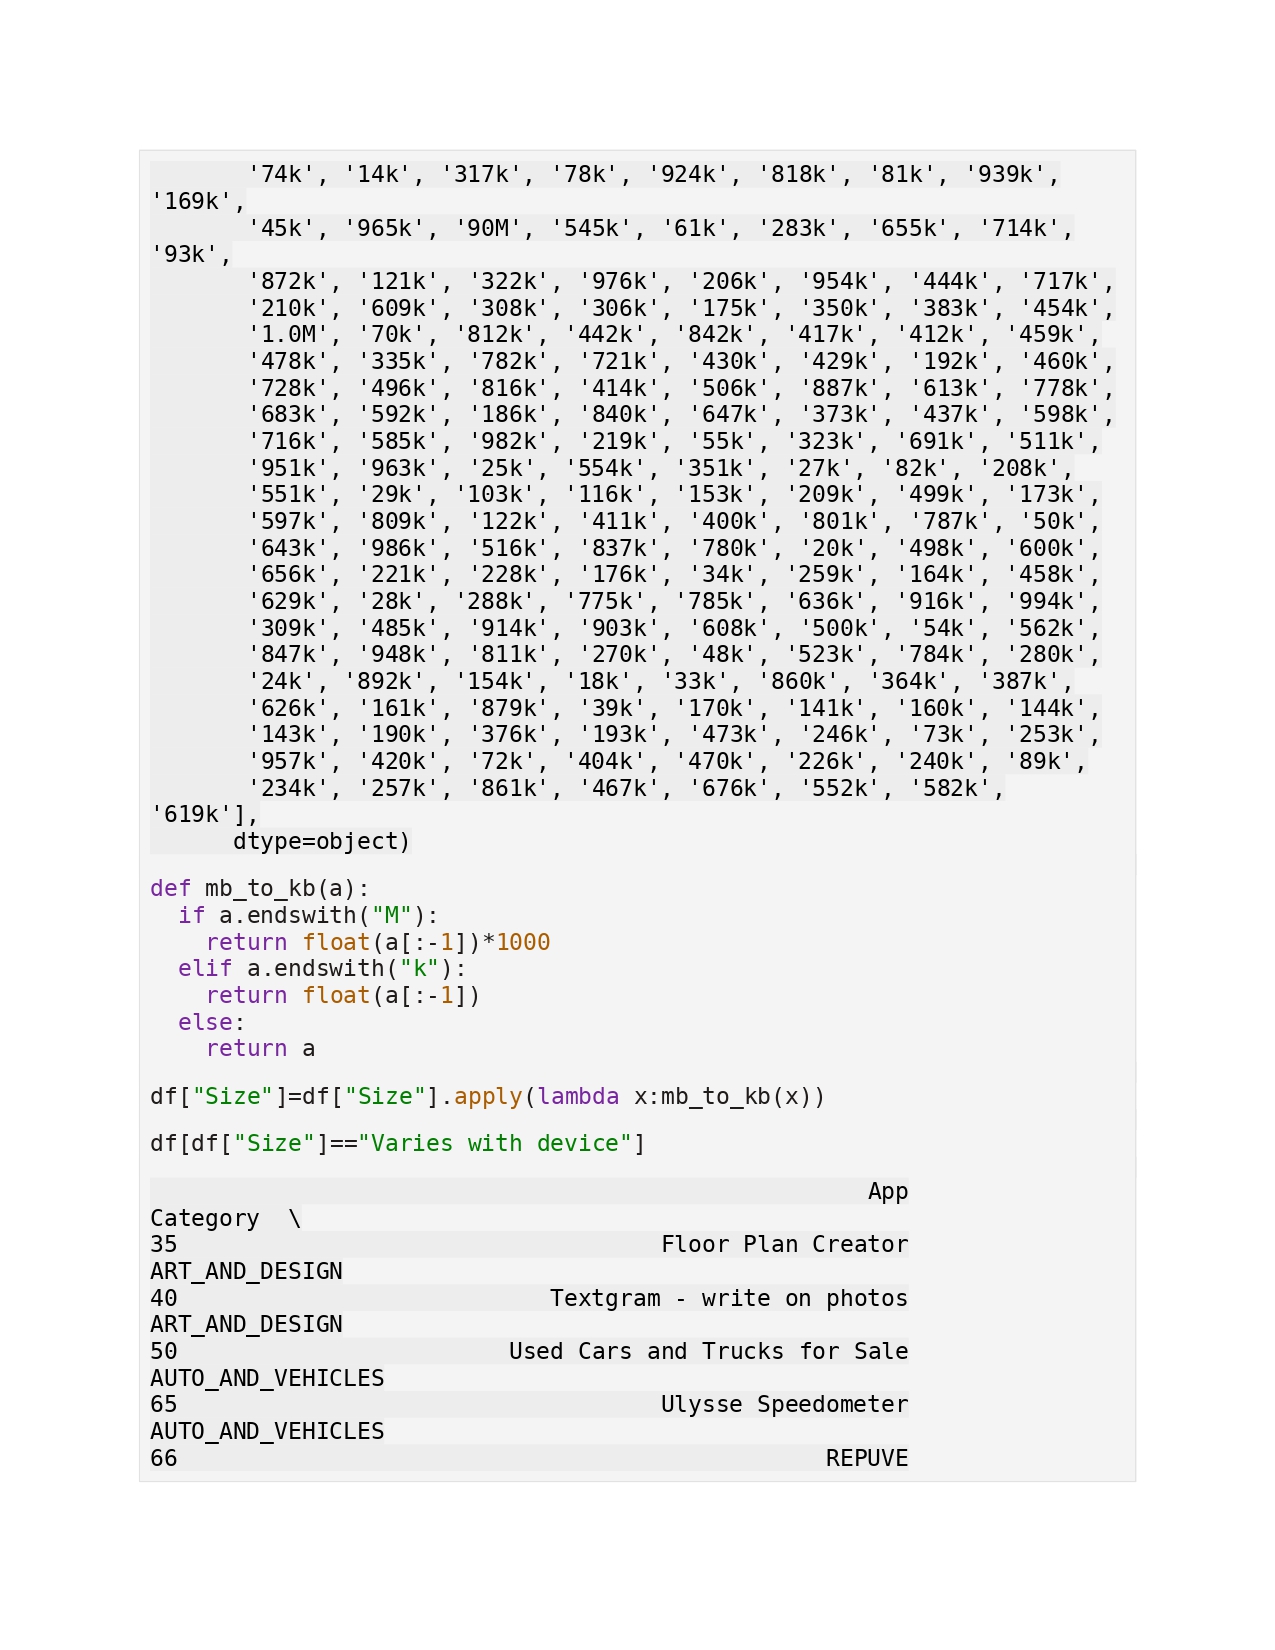 '74k', '14k', '317k', '78k', '924k', '818k', '81k', '939k',
'169k',
'45k', '965k', '90M', '545k', '61k', '283k', '655k', '714k',
'93k',
'872k', '121k', '322k', '976k', '206k', '954k', '444k', '717k',
'210k', '609k', '308k', '306k', '175k', '350k', '383k', '454k',
'1.0M', '70k', '812k', '442k', '842k', '417k', '412k', '459k',
'478k', '335k', '782k', '721k', '430k', '429k', '192k', '460k',
'728k', '496k', '816k', '414k', '506k', '887k', '613k', '778k',
'683k', '592k', '186k', '840k', '647k', '373k', '437k', '598k',
'716k', '585k', '982k', '219k', '55k', '323k', '691k', '511k',
'951k', '963k', '25k', '554k', '351k', '27k', '82k', '208k',
'551k', '29k', '103k', '116k', '153k', '209k', '499k', '173k',
'597k', '809k', '122k', '411k', '400k', '801k', '787k', '50k',
'643k', '986k', '516k', '837k', '780k', '20k', '498k', '600k',
'656k', '221k', '228k', '176k', '34k', '259k', '164k', '458k',
'629k', '28k', '288k', '775k', '785k', '636k', '916k', '994k',
'309k', '485k', '914k', '903k', '608k', '500k', '54k', '562k',
'847k', '948k', '811k', '270k', '48k', '523k', '784k', '280k',
'24k', '892k', '154k', '18k', '33k', '860k', '364k', '387k',
'626k', '161k', '879k', '39k', '170k', '141k', '160k', '144k',
'143k', '190k', '376k', '193k', '473k', '246k', '73k', '253k',
'957k', '420k', '72k', '404k', '470k', '226k', '240k', '89k',
'234k', '257k', '861k', '467k', '676k', '552k', '582k',
'619k'],
dtype=object)
def mb_to_kb(a):
  if a.endswith("M"):
    return float(a[:-1])*1000
  elif a.endswith("k"):
    return float(a[:-1])
  else:
    return a
df["Size"]=df["Size"].apply(lambda x:mb_to_kb(x))
df[df["Size"]=="Varies with device"]
App
Category  \
35 Floor Plan Creator
ART_AND_DESIGN
40 Textgram - write on photos
ART_AND_DESIGN
50 Used Cars and Trucks for Sale
AUTO_AND_VEHICLES
65 Ulysse Speedometer
AUTO_AND_VEHICLES
66 REPUVE